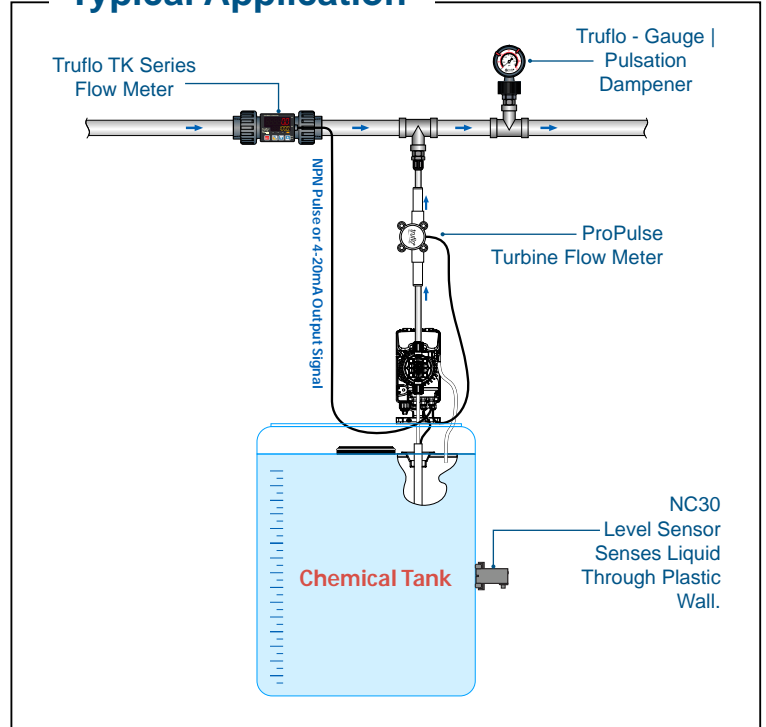 Typical Application
Truflo TK Series
Flow Meter
Truflo - Gauge |
Pulsation
Dampener
NPN Pulse or 4-20mA Output Signal
ProPulse
Turbine Flow Meter
NC30
Level Sensor
Senses Liquid
Through Plastic
Wall.
Chemical Tank